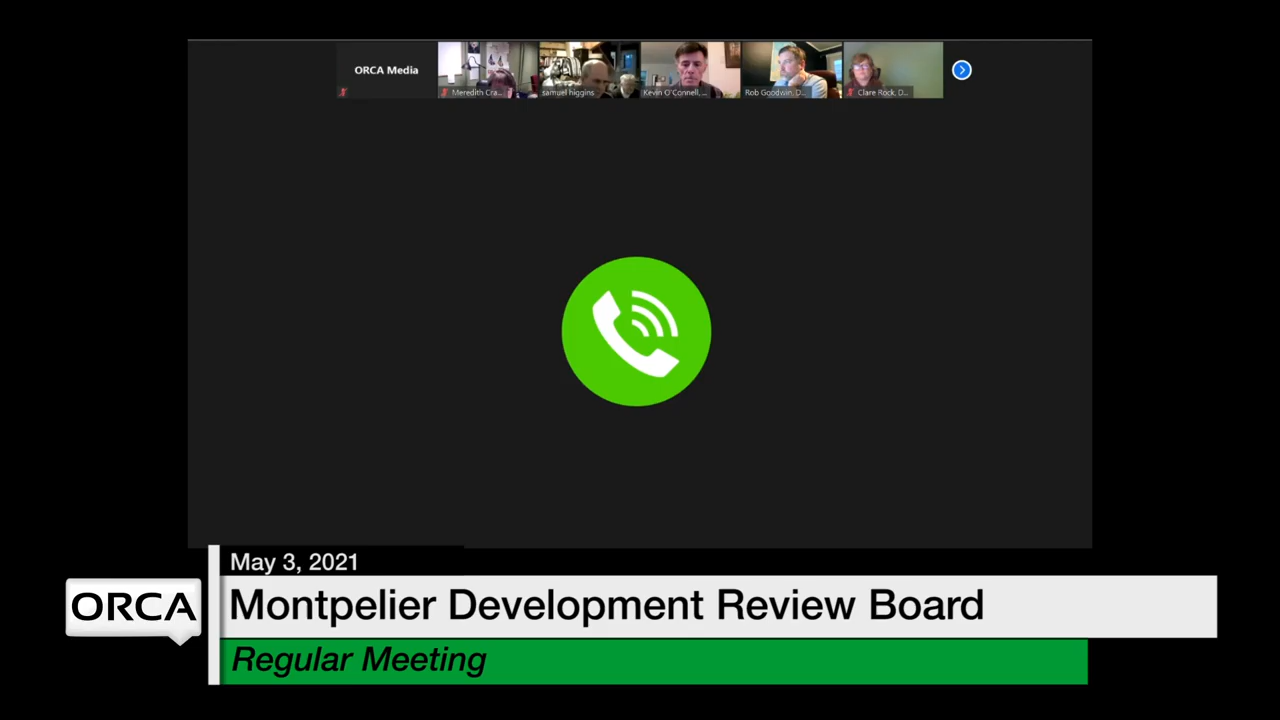 ORCA Media
Meredith Cra...
samuel higgins
Kevin O'Connell, ...
Rob Goodwin, D...
Clare Rock, D...
May 3, 2021
ORCA
Montpelier Development Review Board
Regular Meeting